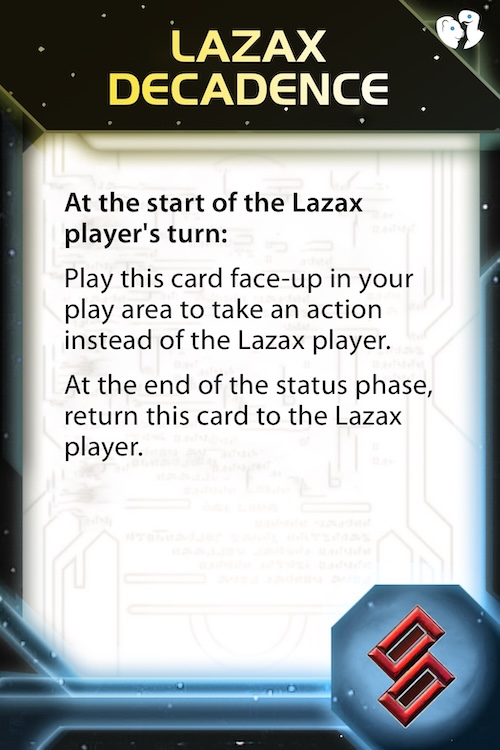 LAZAX
DECADENCE
At the start of the Lazax
player's turn:
Play this card face-up in your
play area to take an action
instead of the Lazax player.
At the end of the status phase,
return this card to the Lazax
player.